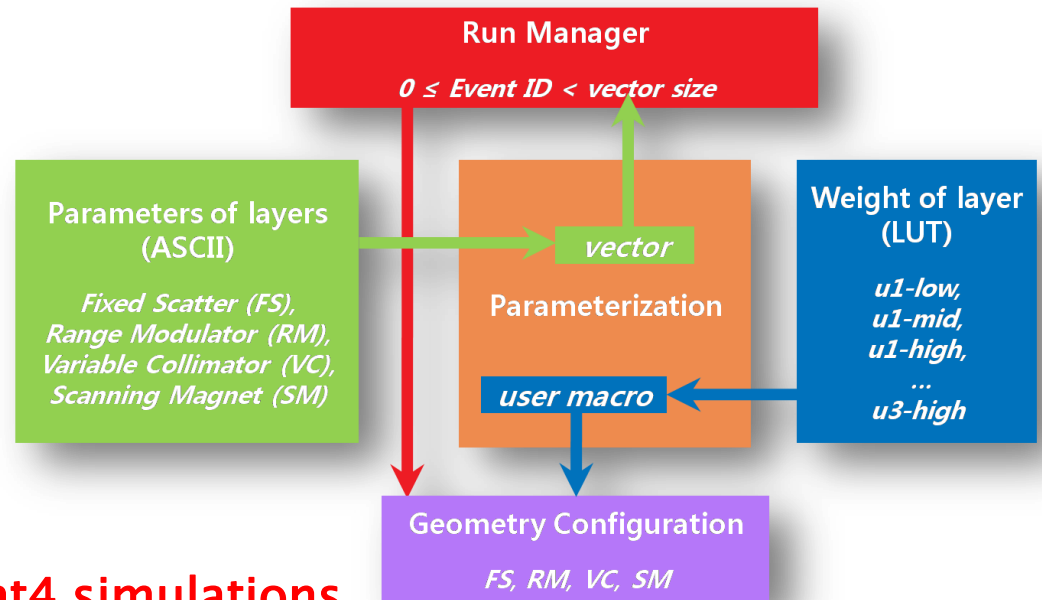 Run Manager
0 ≤ Event ID < vector size
Parameters of layers
(ASCII)
Fixed Scatter (FS),
Range Modulator (RM),
Variable Collimator (VC),
Scanning Magnet (SM)
vector
Parameterization
user macro
Weight of layer
(LUT)
u1-low,
u1-mid,
u1-high,
...
u3-high
Geometry Configuration
FS, RM, VC, SM
simulations